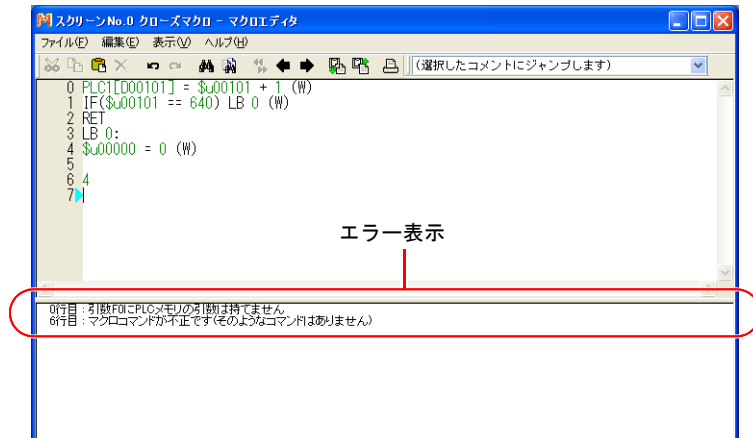 スクリーンNo.0 クローズマクロ - マクロエディタ
ファイル(F) 編集(E) 表示(V) ヘルプ(H)
(選択したコメントにジャンプします)
0 PLC1[D00101] = $u00101 + 1 (W)
1 IF($u00101 == 640) LB 0 (W)
2 RET
3 LB 0:
4 $u00000 = 0 (W)
5
6 4
7
エラー表示
0行目:引数F0にPLCメモリの引数は持てません
6行目:マクロコマンドが不正です(そのようなコマンドはありません)